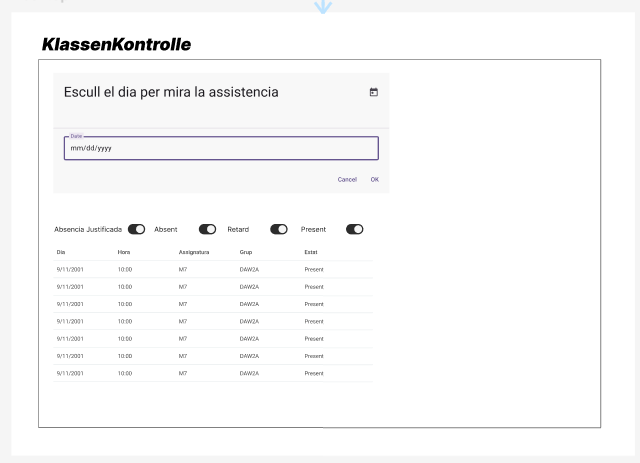 KlassenKontrolle
Escull el dia per mira la assistencia
Date
mm/dd/yyyy
Cancel OK
Absencia Justificada Absent Retard Present
Dia Hora Assignatura Grup Estat
9/11/2001 10:00 M7 DAW2A Present
9/11/2001 10:00 M7 DAW2A Present
9/11/2001 10:00 M7 DAW2A Present
9/11/2001 10:00 M7 DAW2A Present
9/11/2001 10:00 M7 DAW2A Present
9/11/2001 10:00 M7 DAW2A Present
9/11/2001 10:00 M7 DAW2A Present